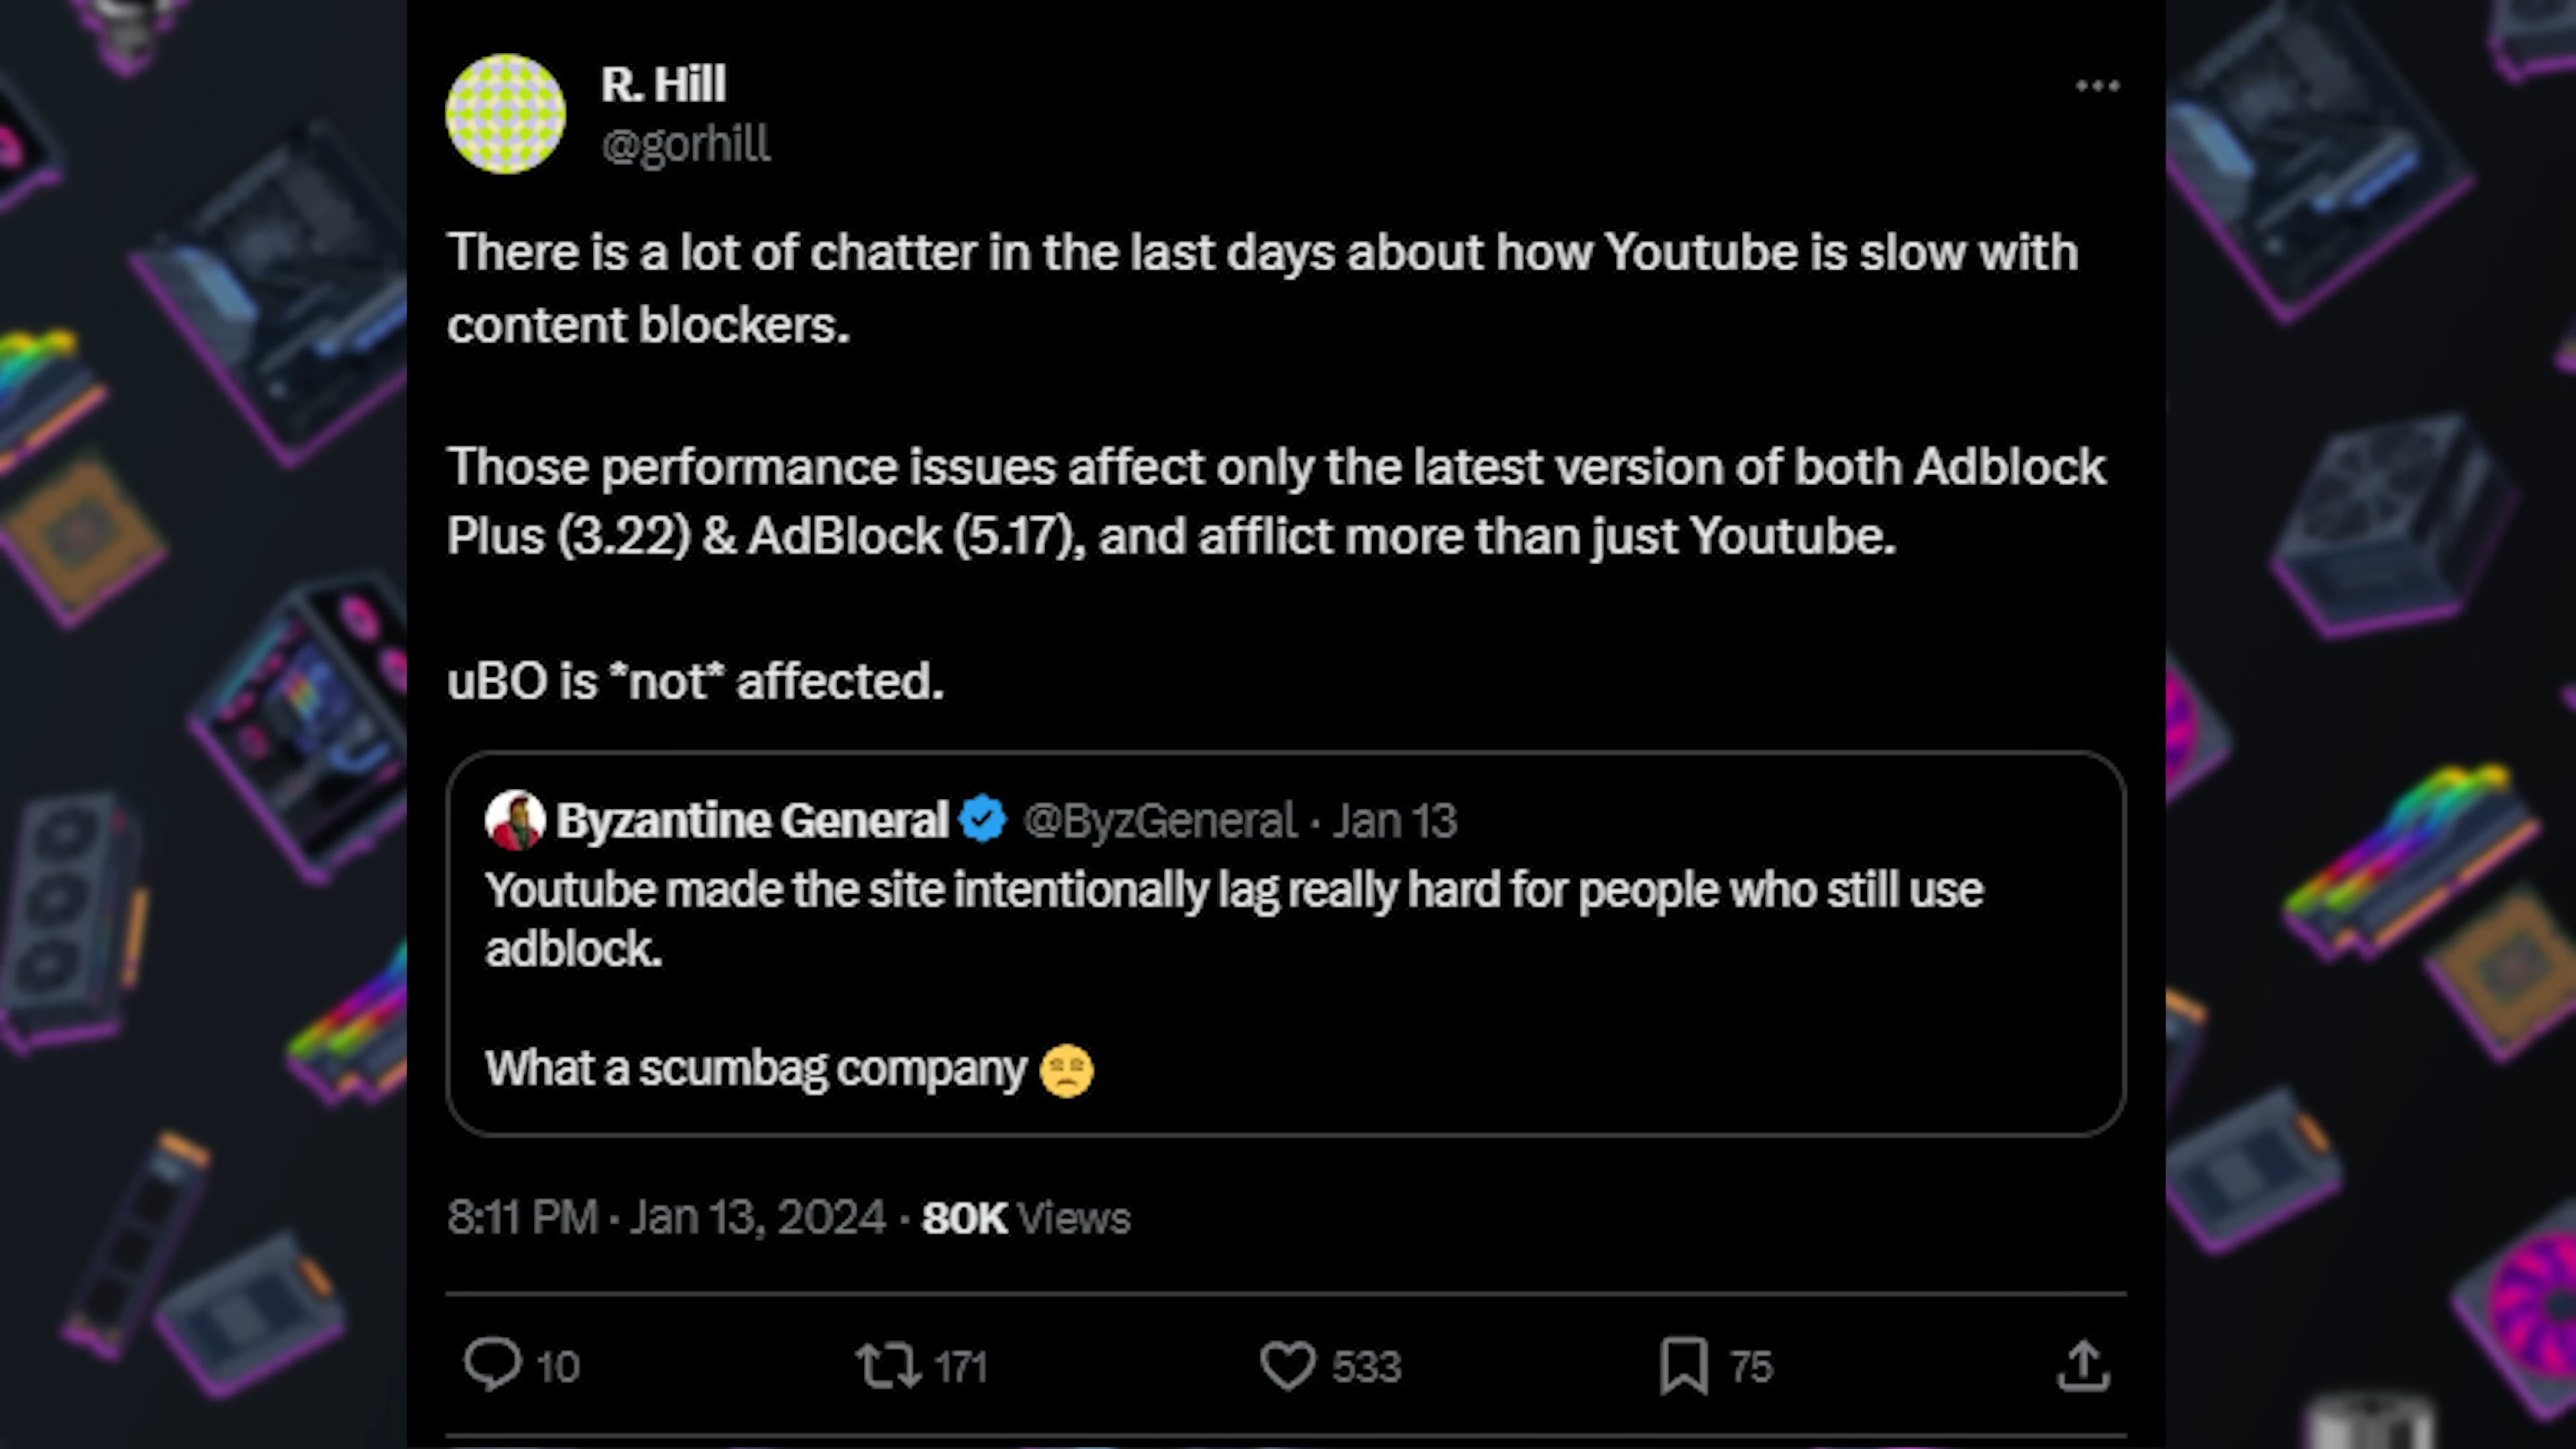 R. Hill
@gorhill
There is a lot of chatter in the last days about how Youtube is slow with
content blockers.
Those performance issues affect only the latest version of both Adblock
Plus (3.22) & AdBlock (5.17), and afflict more than just Youtube.
uBO is *not* affected.
Byzantine General @ByzGeneral · Jan 13
Youtube made the site intentionally lag really hard for people who still use
adblock.
What a scumbag company 😔
8:11 PM · Jan 13, 2024 · 80K Views
10 171 533 75